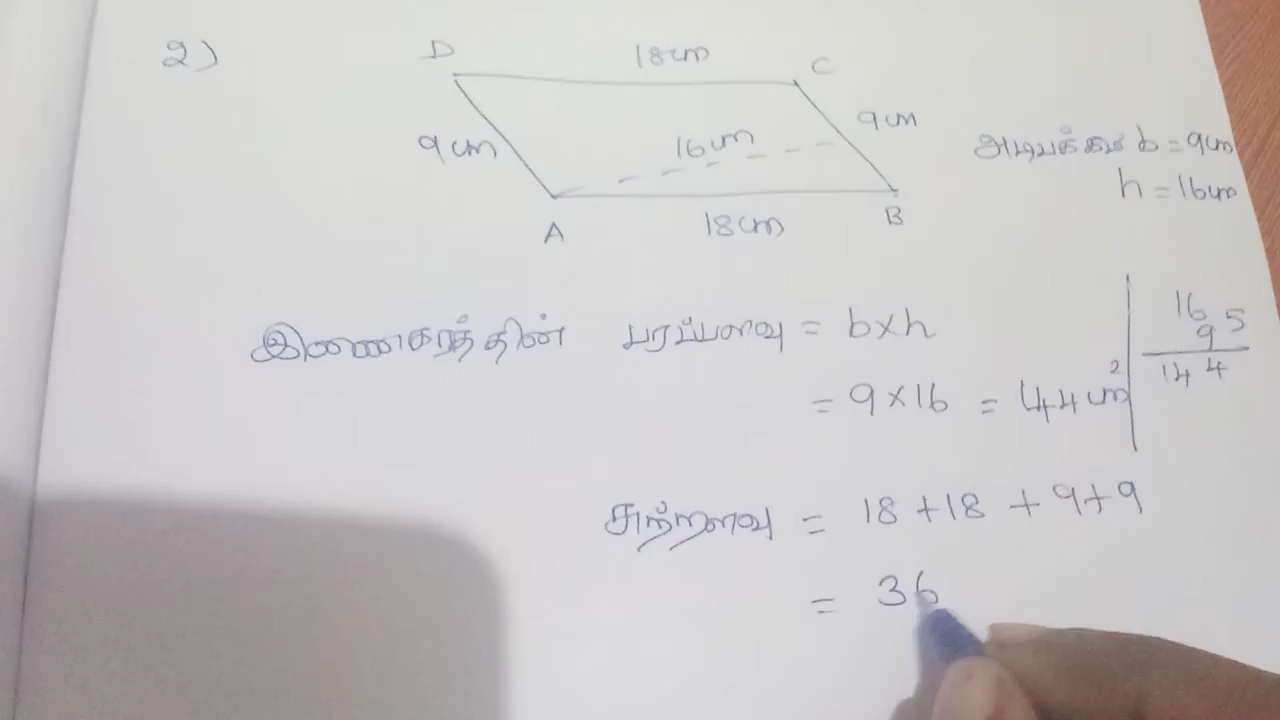 2)
D 18cm C
9cm 16cm 9cm
A 18cm B
அடிபக்கம் b = 9cm
h = 16cm
இணைகரத்தின் பரப்பளவு = b×h
= 9 × 16 = 144 cm²
16
9 5
144
சுற்றளவு = 18 + 18 + 9 + 9
= 36